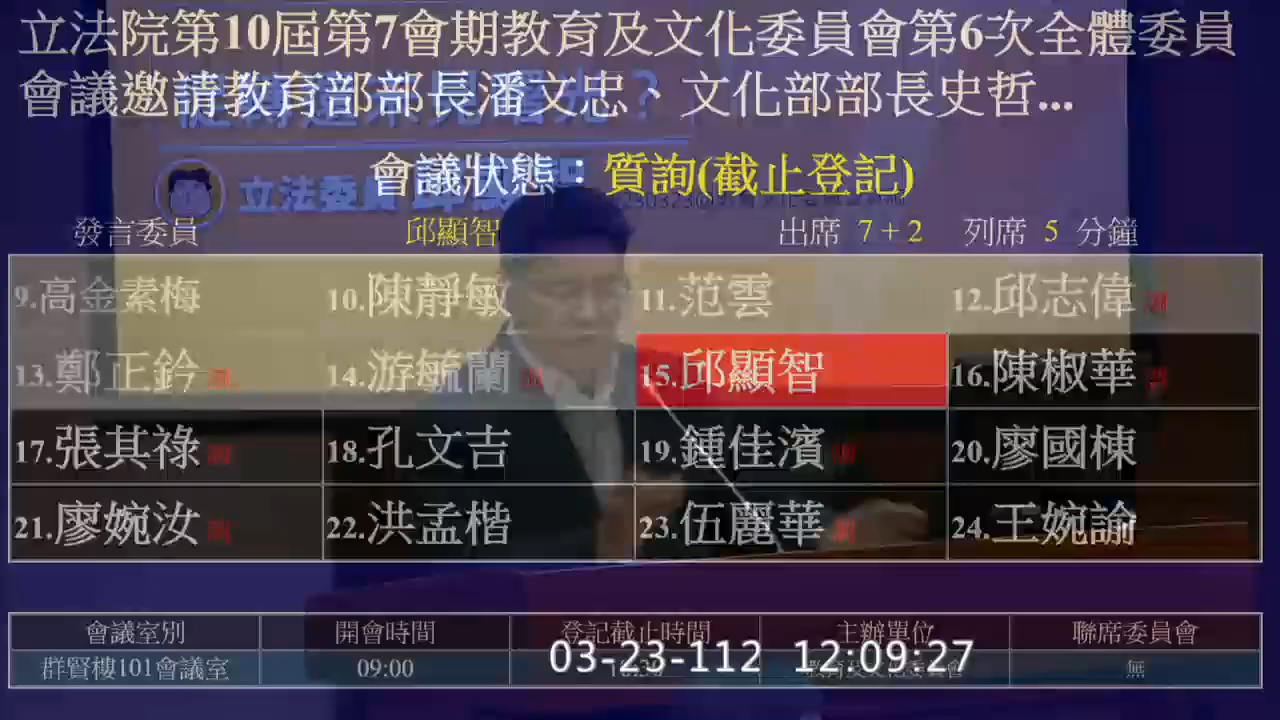 立法院第10屆第7會期教育及文化委員會第6次全體委員
會議邀請教育部部長潘文忠、文化部部長史哲...
會議狀態：質詢(截止登記)
立法委員
發言委員 邱顯智 出席 7+2 列席 5 分鐘
9.高金素梅 10.陳靜敏 11.范雲 12.邱志偉
13.鄭正鈐 14.游毓蘭 15.邱顯智 16.陳椒華
17.張其祿 18.孔文吉 19.鍾佳濱 20.廖國棟
21.廖婉汝 22.洪孟楷 23.伍麗華 24.王婉諭
會議室別 開會時間 登記截止時間 主辦單位 聯席委員會
群賢樓101會議室 09:00 無
03-23-112 12:09:27